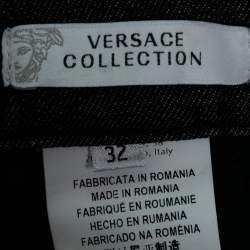 VERSACE
COLLECTION
32
, Italy
FABBRICATA IN ROMANIA
MADE IN ROMANIA
FABRIQUÉ EN ROUMANIE
HECHO EN RUMANIA
FABRICADO NA ROMÉNIA